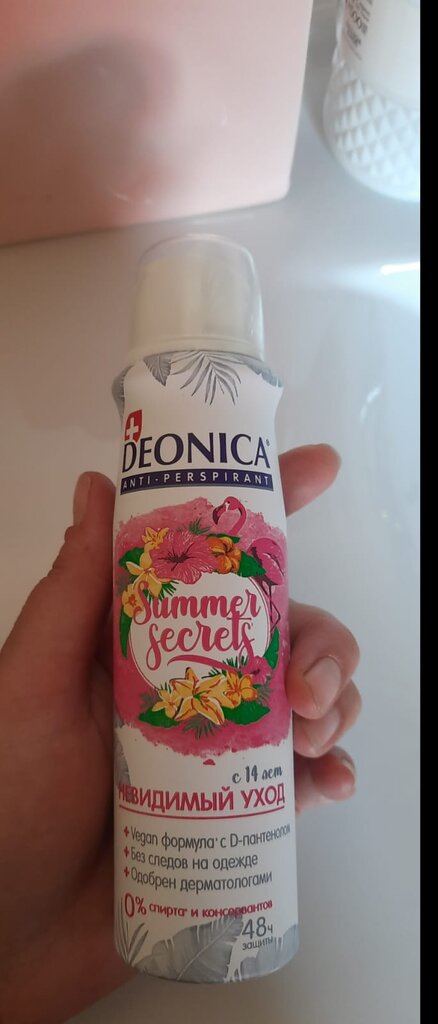 DEONICA®
ANTI-PERSPIRANT
Summer
secrets
с 14 лет
НЕВИДИМЫЙ УХОД
+ Vegan формула* с D-пантенолом
+ Без следов на одежде
+ Одобрен дерматологами
0% спирта* и консервантов
48ч
защиты